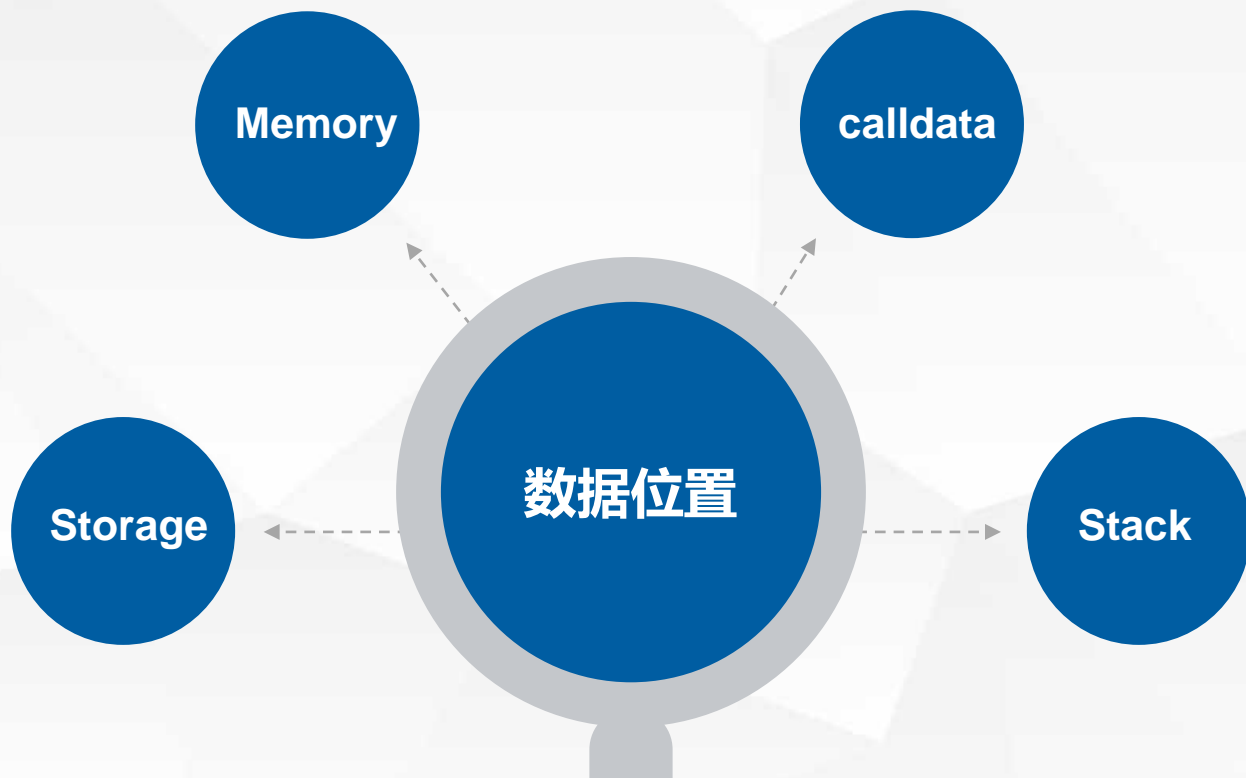 Memory
calldata
数据位置
Storage
Stack